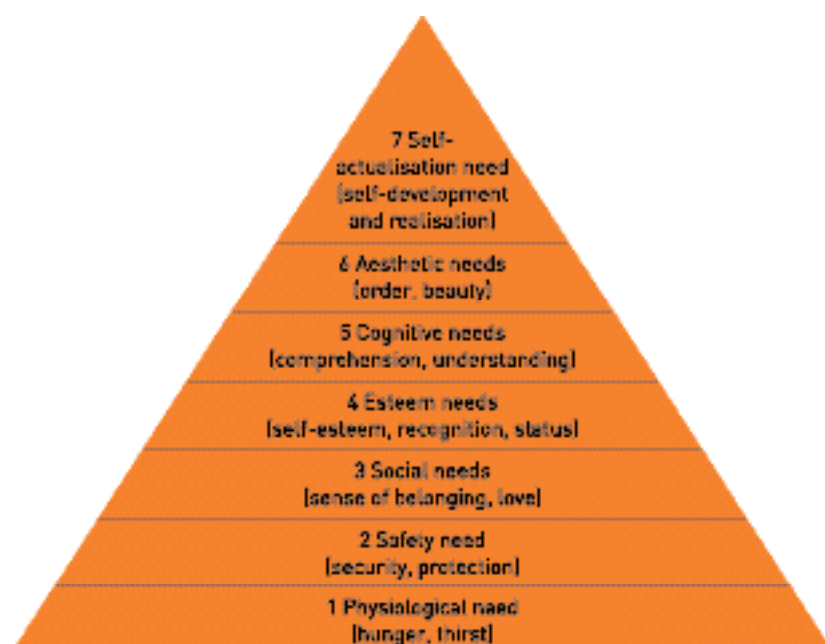 7 Self-
actualisation need
(self-development
and realisation)
6 Aesthetic needs
(order, beauty)
5 Cognitive needs
(comprehension, understanding)
4 Esteem needs
(self-esteem, recognition, status)
3 Social needs
(sense of belonging, love)
2 Safety need
(security, protection)
1 Physiological need
(hunger, thirst)